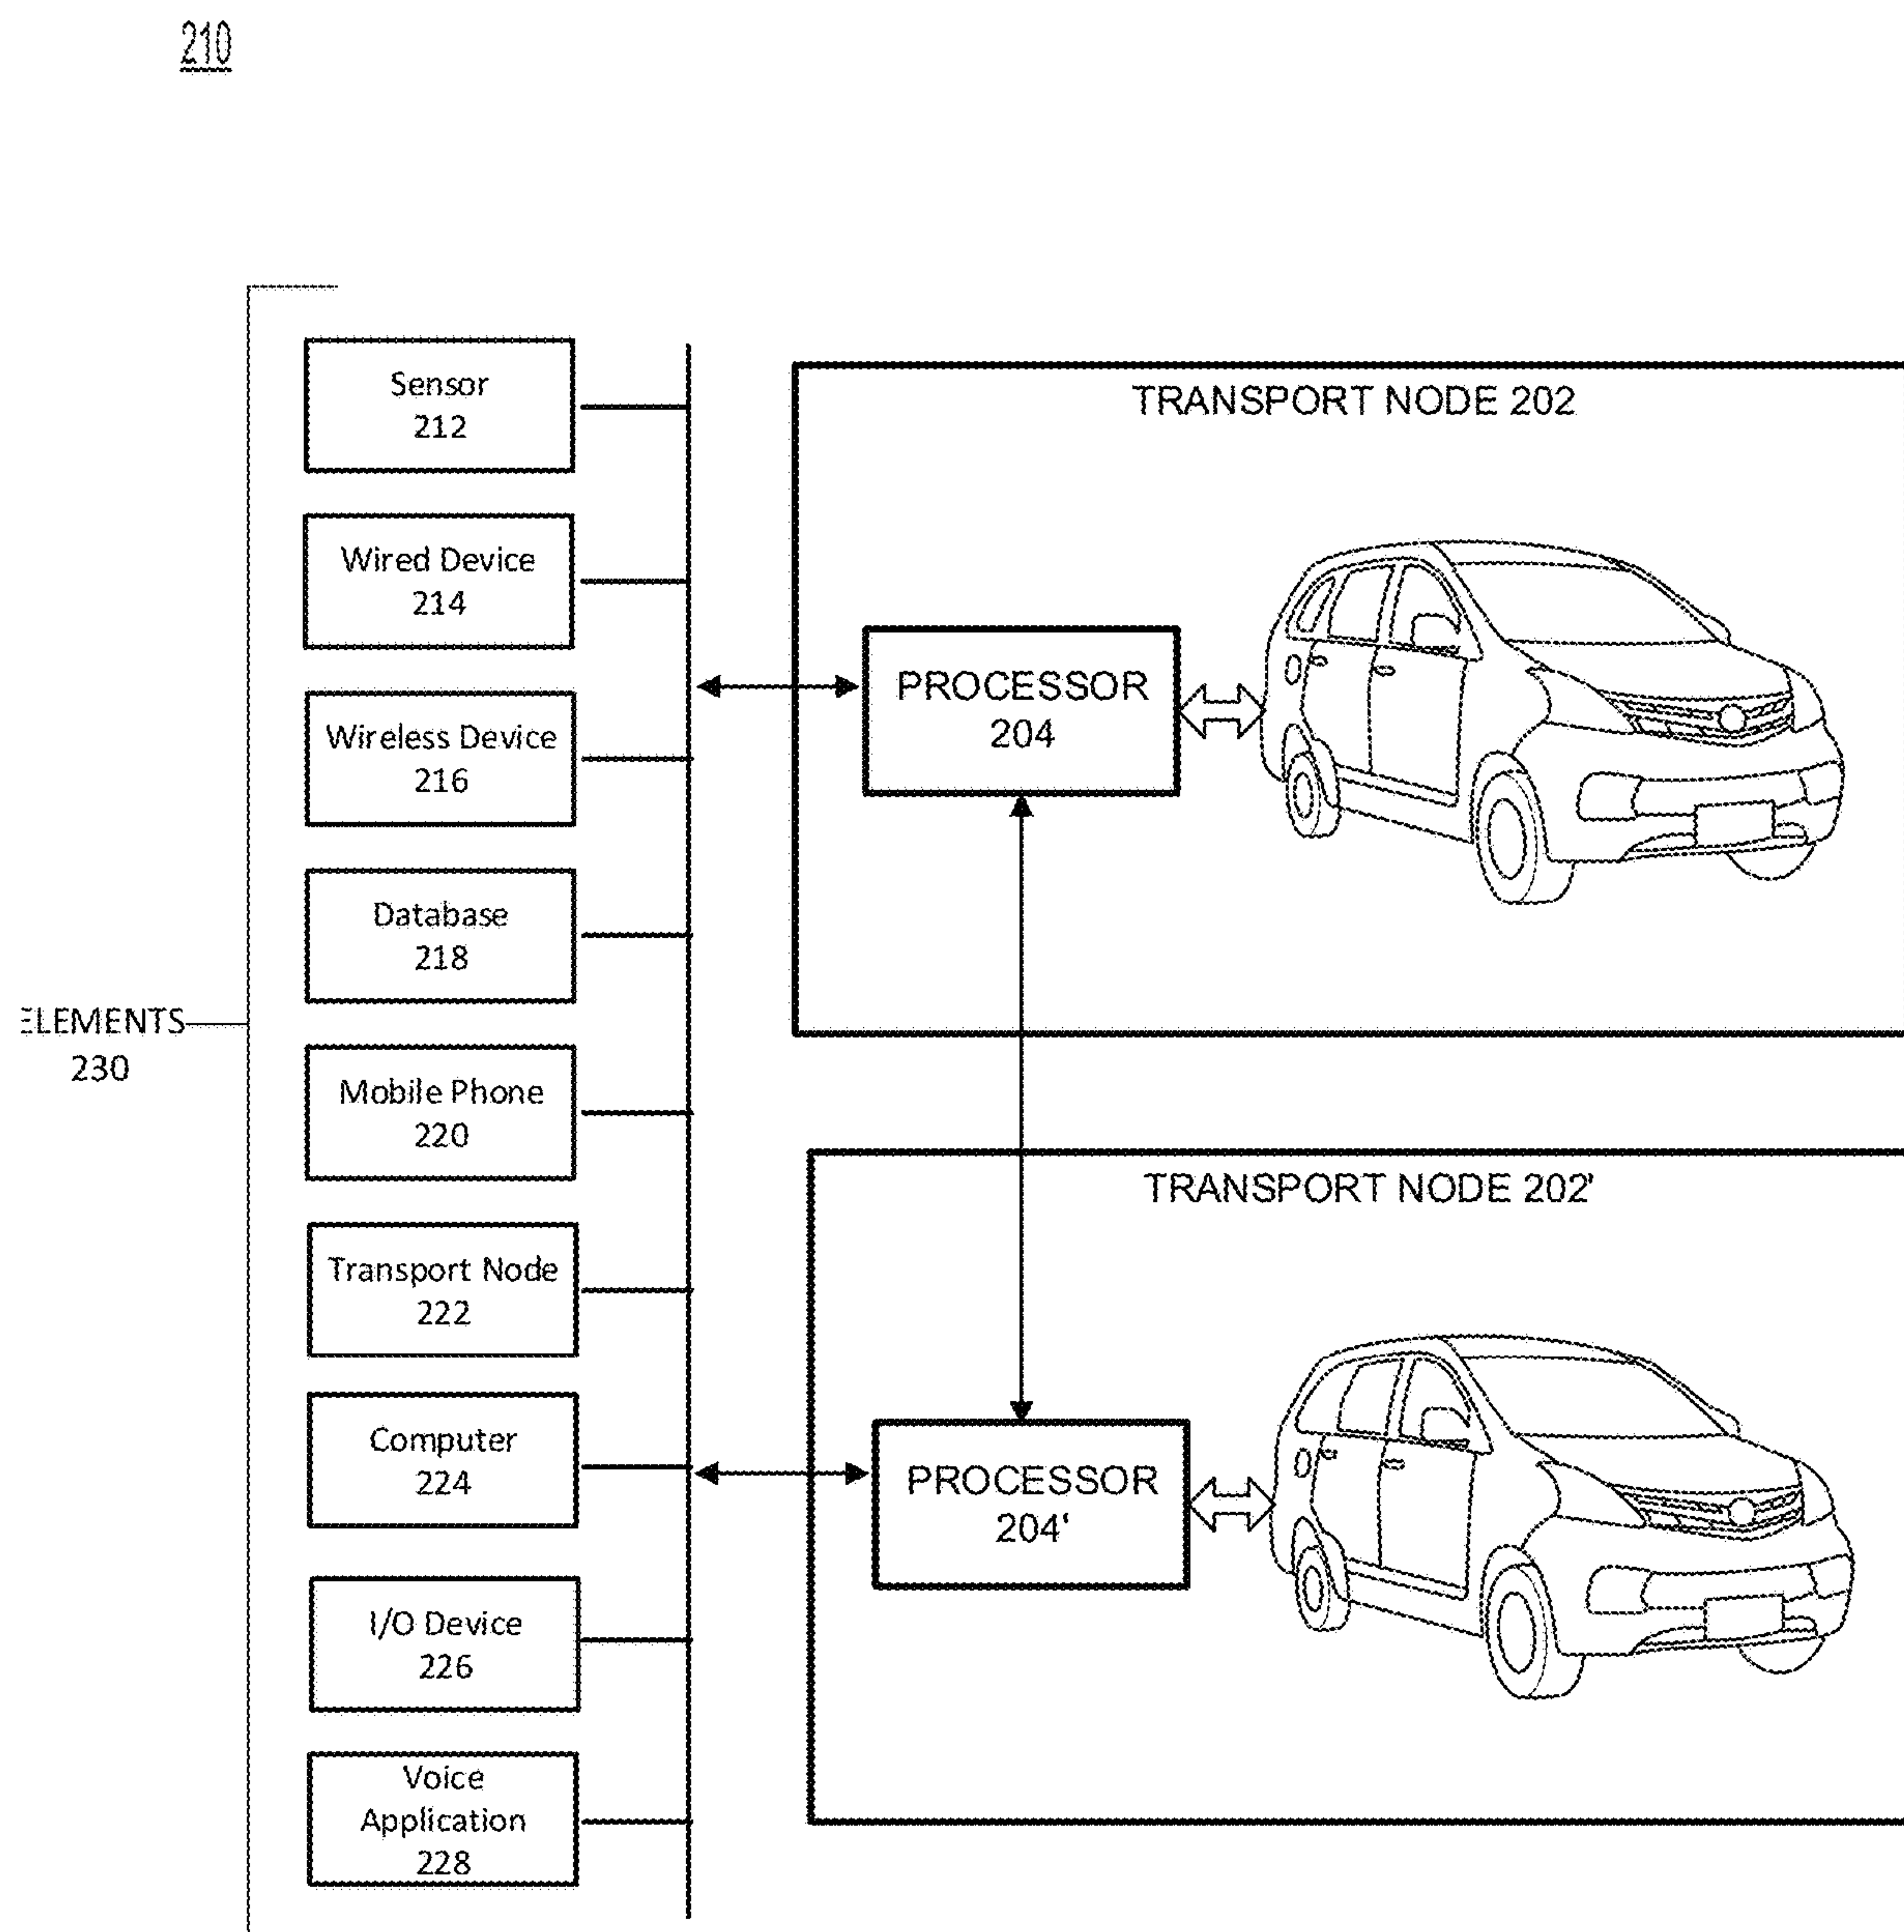 210
Sensor
212
Wired Device
214
Wireless Device
216
Database
218
ELEMENTS
230
Mobile Phone
220
Transport Node
222
Computer
224
I/O Device
226
Voice
Application
228
TRANSPORT NODE 202
PROCESSOR
204
TRANSPORT NODE 202'
PROCESSOR
204'